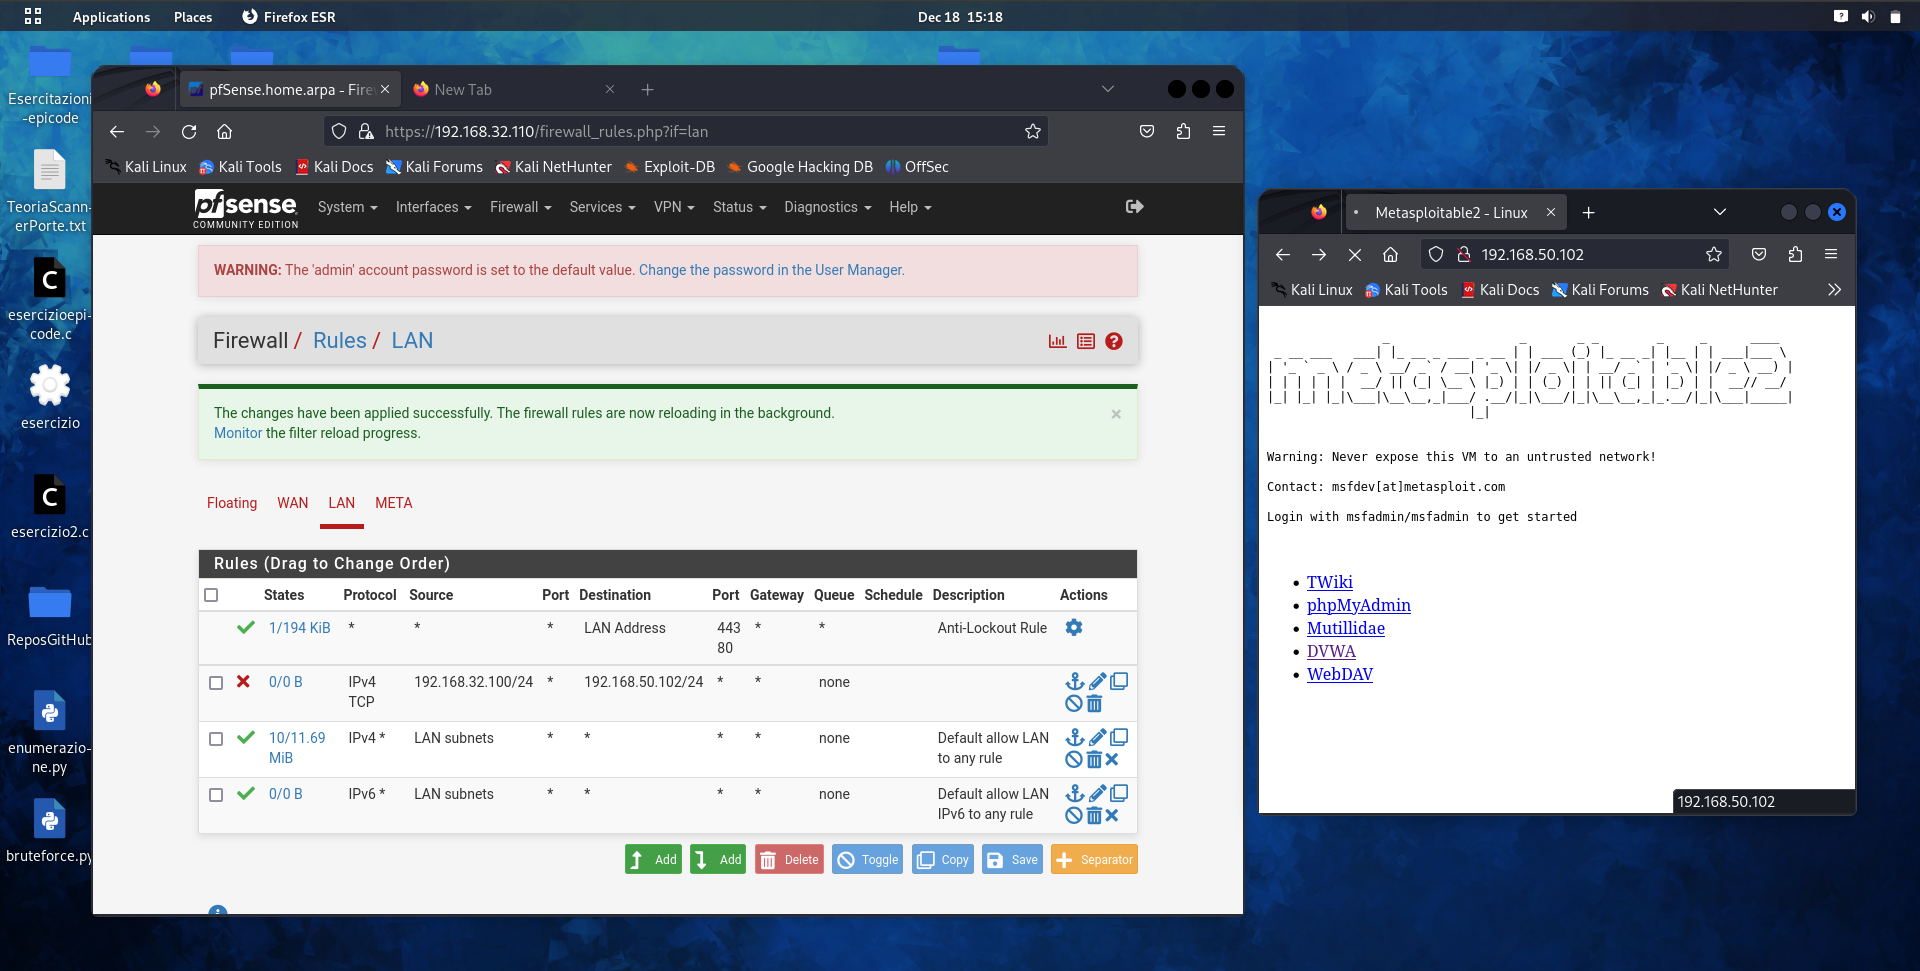 Applications Places Firefox ESR Dec 18 15:18
Esercitazioni
-epicode
TeoriaScann-
erPorte.txt
C
esercizioepi-
code.c
esercizio
C
esercizio2.c
ReposGitHub
enumerazio-
ne.py
bruteforce.py
pfSense.home.arpa - Firew New Tab
https://192.168.32.110/firewall_rules.php?if=lan
Kali Linux Kali Tools Kali Docs Kali Forums Kali NetHunter Exploit-DB Google Hacking DB OffSec
pfsense System Interfaces Firewall Services VPN Status Diagnostics Help
COMMUNITY EDITION
WARNING: The 'admin' account password is set to the default value. Change the password in the User Manager.
Firewall / Rules / LAN
The changes have been applied successfully. The firewall rules are now reloading in the background.
Monitor the filter reload progress.
Floating WAN LAN META
Rules (Drag to Change Order)
States Protocol Source Port Destination Port Gateway Queue Schedule Description Actions
1/194 KiB * * * LAN Address 443 * * Anti-Lockout Rule
80
0/0 B IPv4 192.168.32.100/24 * 192.168.50.102/24 * * none
TCP
10/11.69 IPv4 * LAN subnets * * * * none Default allow LAN
MiB to any rule
0/0 B IPv6 * LAN subnets * * * * none Default allow LAN
IPv6 to any rule
Add Add Delete Toggle Copy Save Separator
Metasploitable2 - Linux
192.168.50.102
Kali Linux Kali Tools Kali Docs Kali Forums Kali NetHunter
metasploitable2
Warning: Never expose this VM to an untrusted network!
Contact: msfdev[at]metasploit.com
Login with msfadmin/msfadmin to get started
TWiki
phpMyAdmin
Mutillidae
DVWA
WebDAV
192.168.50.102